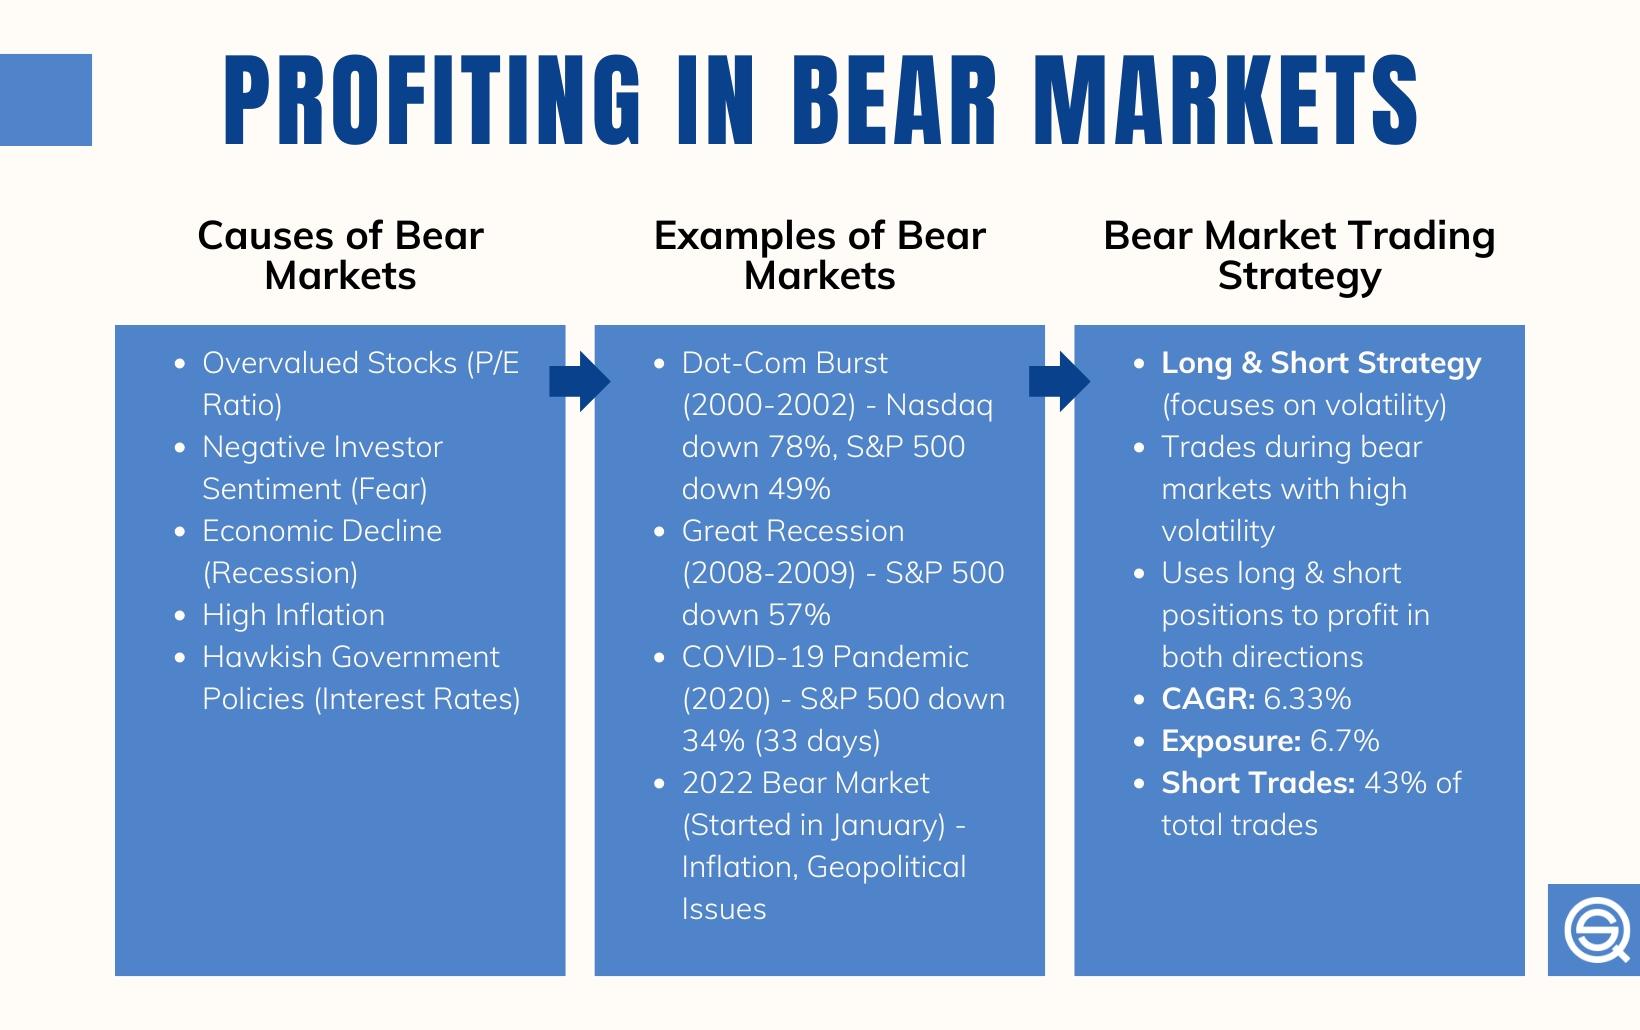 PROFITING IN BEAR MARKETS
Causes of Bear
Markets
• Overvalued Stocks (P/E
Ratio)
• Negative Investor
Sentiment (Fear)
• Economic Decline
(Recession)
• High Inflation
• Hawkish Government
Policies (Interest Rates)
Examples of Bear
Markets
• Dot-Com Burst
(2000-2002) - Nasdaq
down 78%, S&P 500
down 49%
• Great Recession
(2008-2009) - S&P 500
down 57%
• COVID-19 Pandemic
(2020) - S&P 500 down
34% (33 days)
• 2022 Bear Market
(Started in January) -
Inflation, Geopolitical
Issues
Bear Market Trading
Strategy
• Long & Short Strategy
(focuses on volatility)
• Trades during bear
markets with high
volatility
• Uses long & short
positions to profit in
both directions
• CAGR: 6.33%
• Exposure: 6.7%
• Short Trades: 43% of
total trades